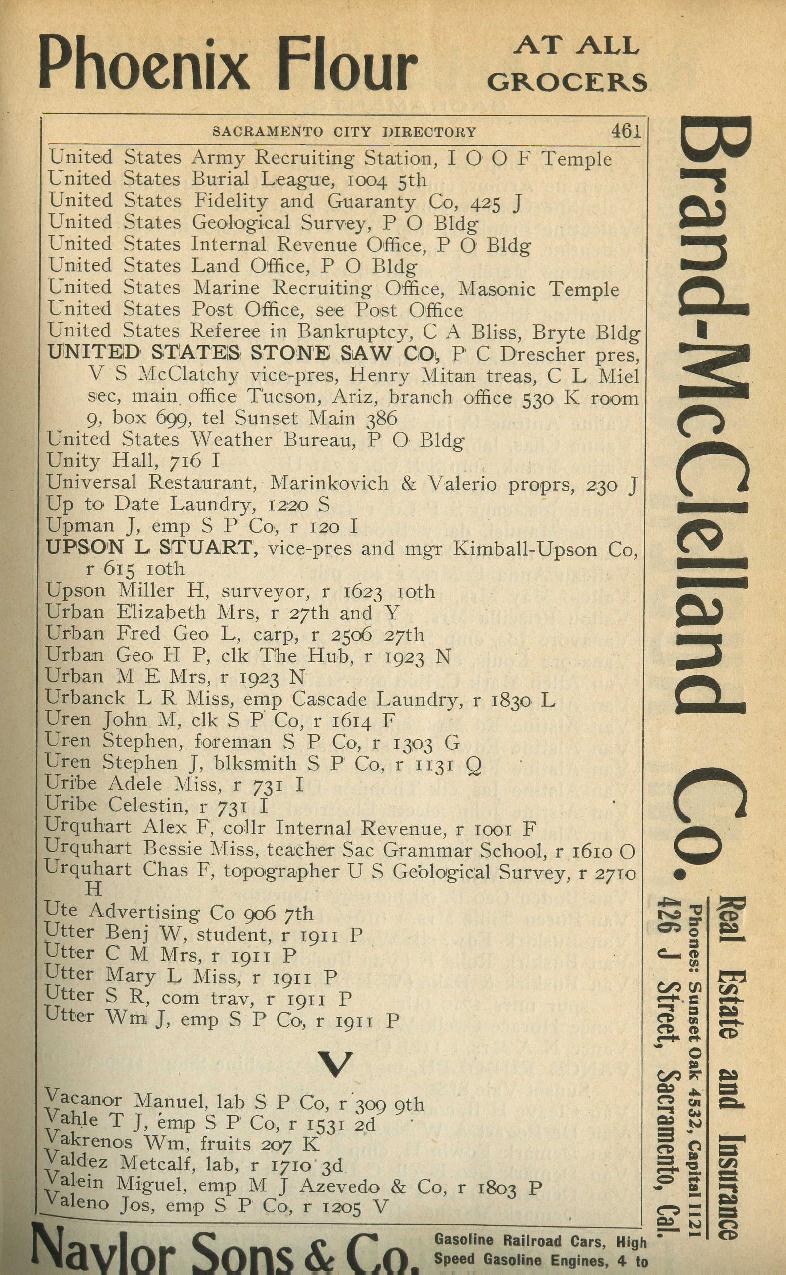 Phoenix Flour
AT ALL
GROCERS
SACRAMENTO CITY DIRECTORY 461
United States Army Recruiting Station, I O O F Temple
United States Burial League, 1004 5th
United States Fidelity and Guaranty Co, 425 J
United States Geological Survey, P O Bldg
United States Internal Revenue Office, P O Bldg
United States Land Office, P O Bldg
United States Marine Recruiting Office, Masonic Temple
United States Post Office, see Post Office
United States Referee in Bankruptcy, C A Bliss, Bryte Bldg
UNITED STATES STONE SAW CO, P C Drescher pres,
V S McClatchy vice-pres, Henry Mitan treas, C L Miel
sec, main office Tucson, Ariz, branch office 530 K room
9, box 699, tel Sunset Main 386
United States Weather Bureau, P O Bldg
Unity Hall, 716 I
Universal Restaurant, Marinkovich & Valerio proprs, 230 J
Up to Date Laundry, 1220 S
Upman J, emp S P Co, r 120 I
UPSON L STUART, vice-pres and mgr Kimball-Upson Co,
r 615 10th
Upson Miller H, surveyor, r 1623 10th
Urban Elizabeth Mrs, r 27th and Y
Urban Fred Geo L, carp, r 2506 27th
Urban Geo H P, clk The Hub, r 1923 N
Urban M E Mrs, r 1923 N
Urbanck L R Miss, emp Cascade Laundry, r 1830 L
Uren John M, clk S P Co, r 1614 F
Uren Stephen, foreman S P Co, r 1303 G
Uren Stephen J, blksmith S P Co, r 1131 Q
Uribe Adele Miss, r 731 I
Uribe Celestin, r 731 I
Urquhart Alex F, collr Internal Revenue, r 1001 F
Urquhart Bessie Miss, teacher Sac Grammar School, r 1610 O
Urquhart Chas F, topographer U S Geological Survey, r 2710
H
Ute Advertising Co 906 7th
Utter Benj W, student, r 1911 P
Utter C M Mrs, r 1911 P
Utter Mary L Miss, r 1911 P
Utter S R, com trav, r 1911 P
Utter Wm J, emp S P Co, r 1911 P
V
Vacanor Manuel, lab S P Co, r 309 9th
Vahle T J, emp S P Co, r 1531 2d
Vakrenos Wm, fruits 207 K
Valdez Metcalf, lab, r 1710 3d
Valein Miguel, emp M J Azevedo & Co, r 1803 P
Valeno Jos, emp S P Co, r 1205 V
Brand-McClelland Co.
Real Estate and Insurance
Phones: Sunset Oak 4532, Capital 1121
426 J Street, Sacramento, Cal.
Naylor Sons & Co.
Gasoline Railroad Cars, High
Speed Gasoline Engines, 4 to